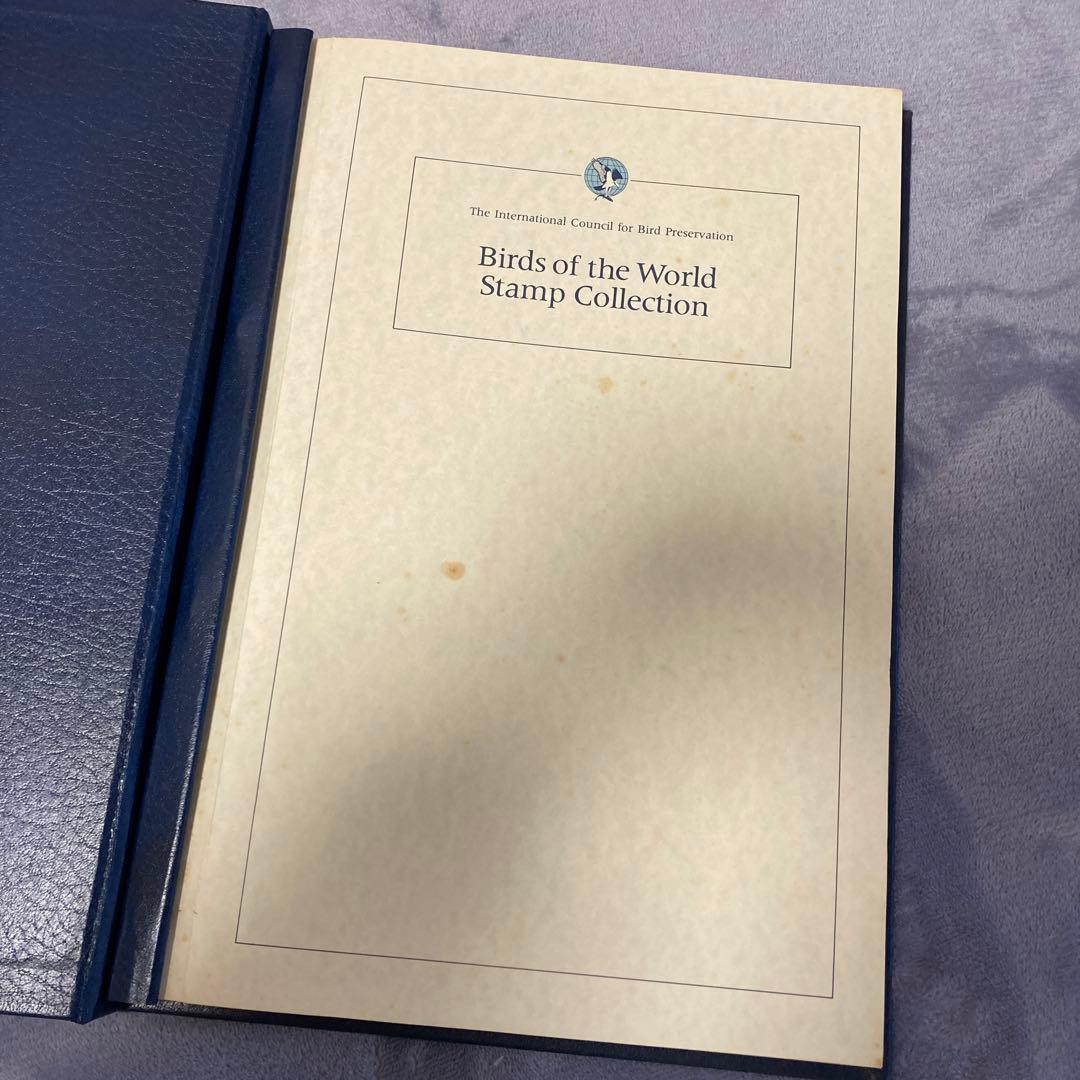 The International Council for Bird Preservation
Birds of the World
Stamp Collection